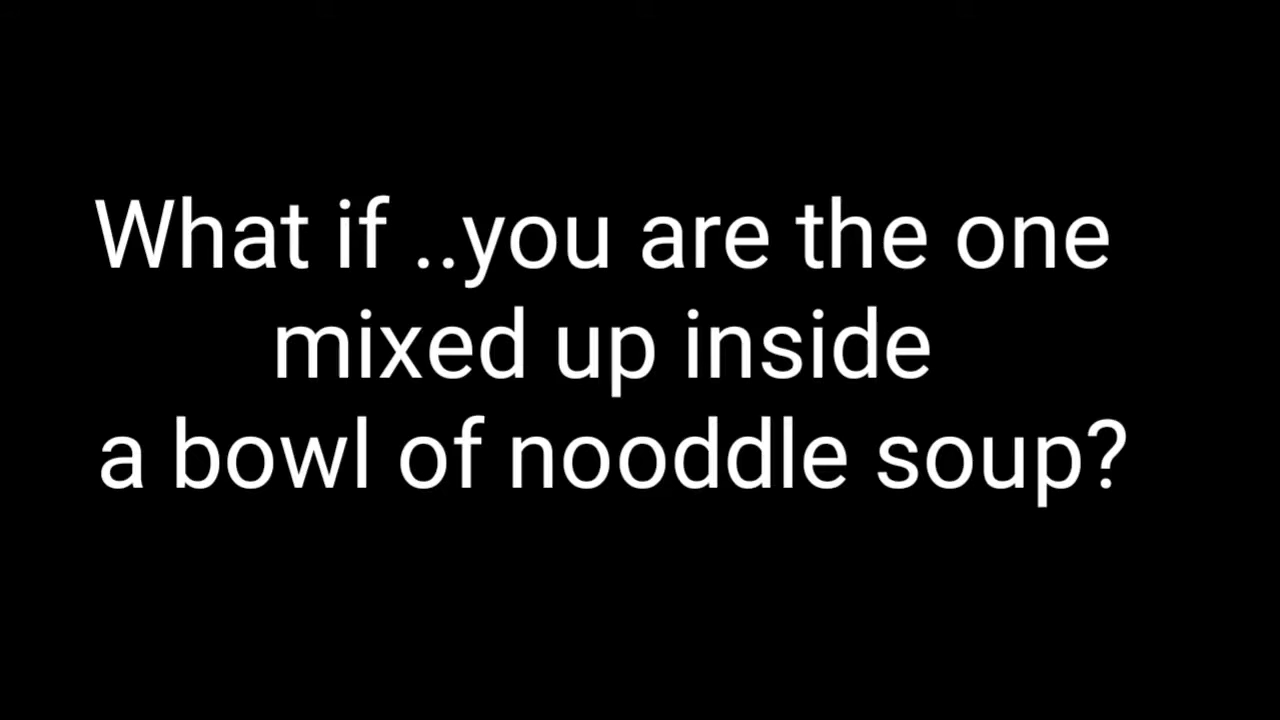 What if ..you are the one
mixed up inside
a bowl of nooddle soup?